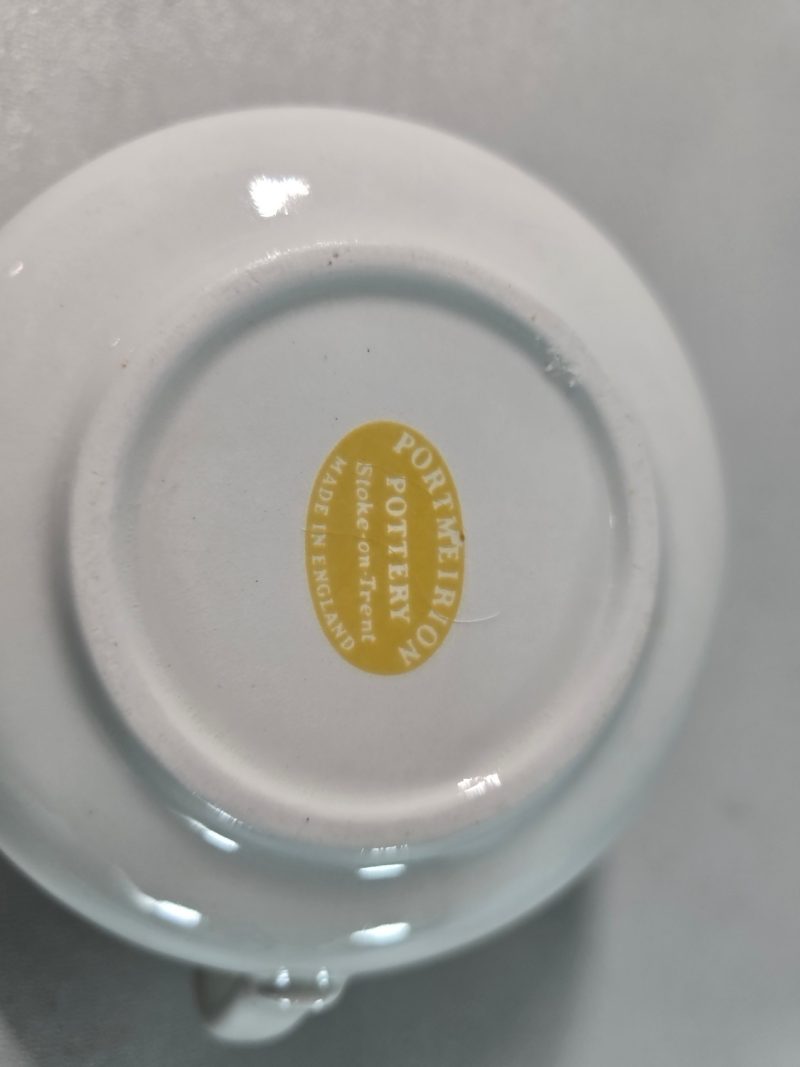 PORTMEIRION
POTTERY
Stoke-on-Trent
MADE IN ENGLAND